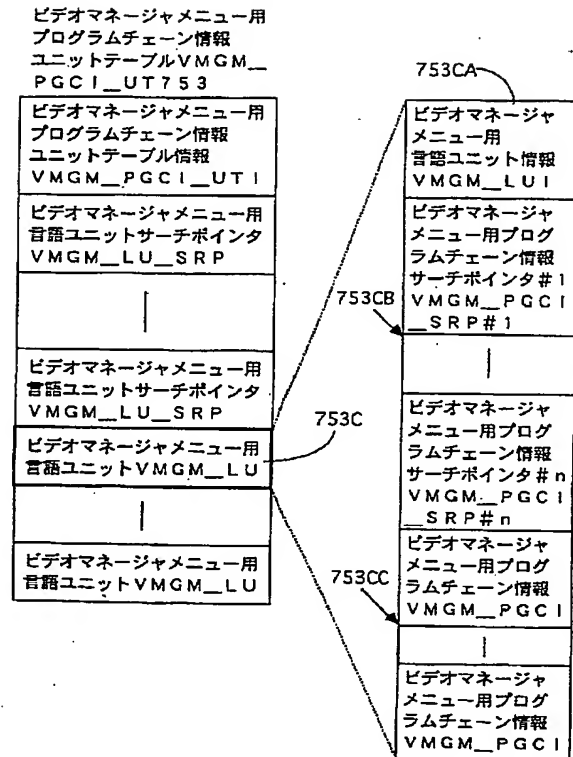 ビデオマネージャメニュー用
プログラムチェーン情報
ユニットテーブルVMGM__
PGCI__UT753
ビデオマネージャメニュー用
プログラムチェーン情報
ユニットテーブル情報
VMGM__PGCI__UTI
ビデオマネージャメニュー用
言語ユニットサーチポインタ
VMGM__LU__SRP
ビデオマネージャメニュー用
言語ユニットサーチポインタ
VMGM__LU__SRP
753C
ビデオマネージャメニュー用
言語ユニットVMGM__LU
ビデオマネージャメニュー用
言語ユニットVMGM__LU
753CA
ビデオマネージャ
メニュー用
言語ユニット情報
VMGM__LUI
ビデオマネージャ
メニュー用プログ
ラムチェーン情報
サーチポインタ#1
VMGM__PGCI
__SRP#1
753CB
ビデオマネージャ
メニュー用プログ
ラムチェーン情報
サーチポインタ#n
VMGM__PGCI
__SRP#n
ビデオマネージャ
メニュー用プログ
ラムチェーン情報
VMGM__PGCI
753CC
ビデオマネージャ
メニュー用プログ
ラムチェーン情報
VMGM__PGCI